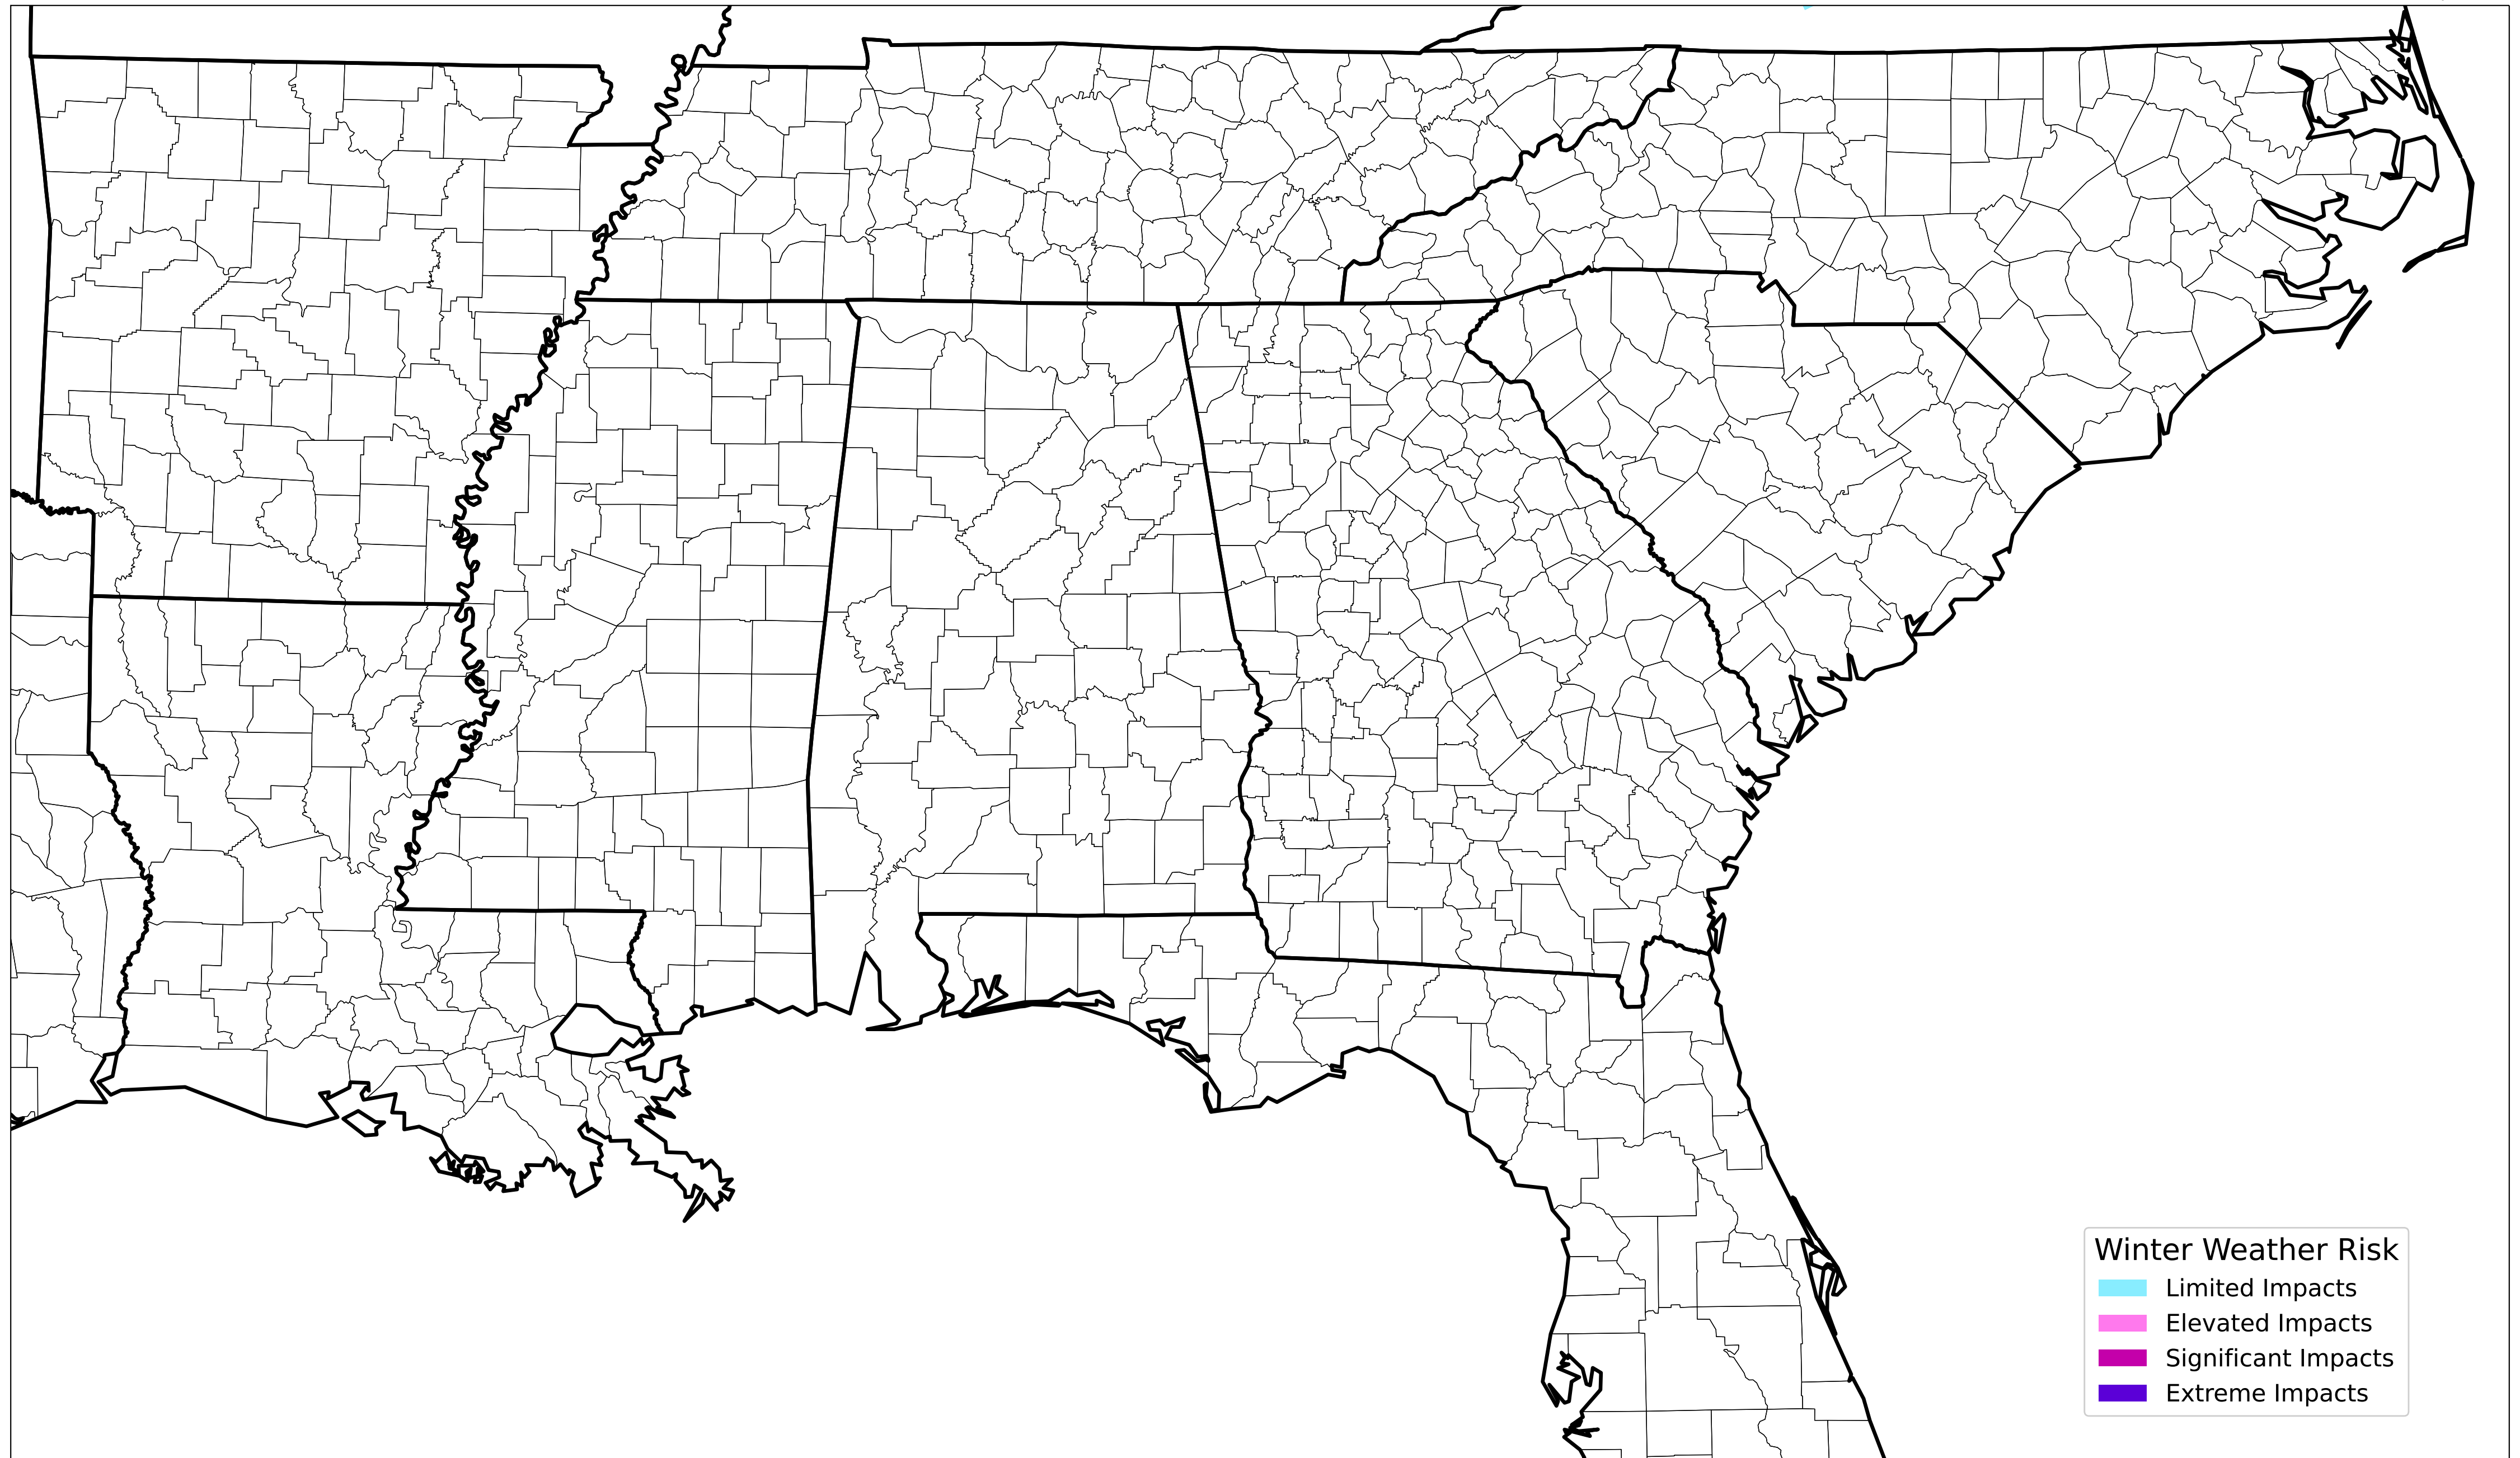 Winter Weather Risk
Limited Impacts
Elevated Impacts
Significant Impacts
Extreme Impacts